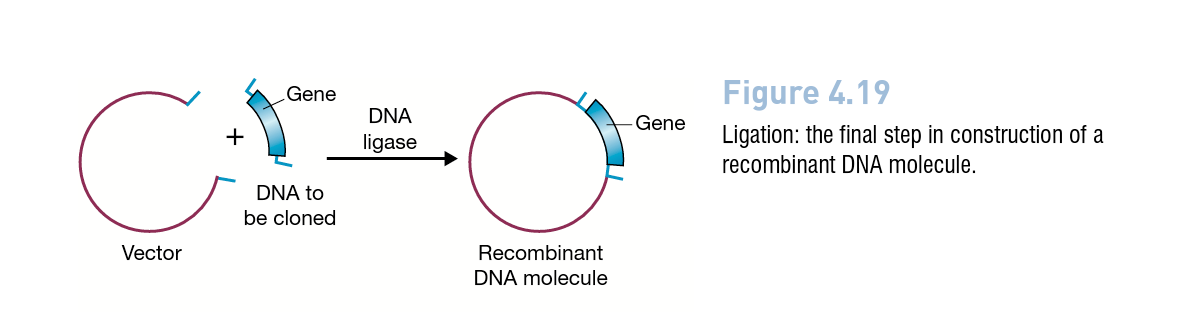 Gene
+
DNA to
be cloned
Vector
DNA
ligase
Gene
Recombinant
DNA molecule
Figure 4.19
Ligation: the final step in construction of a
recombinant DNA molecule.